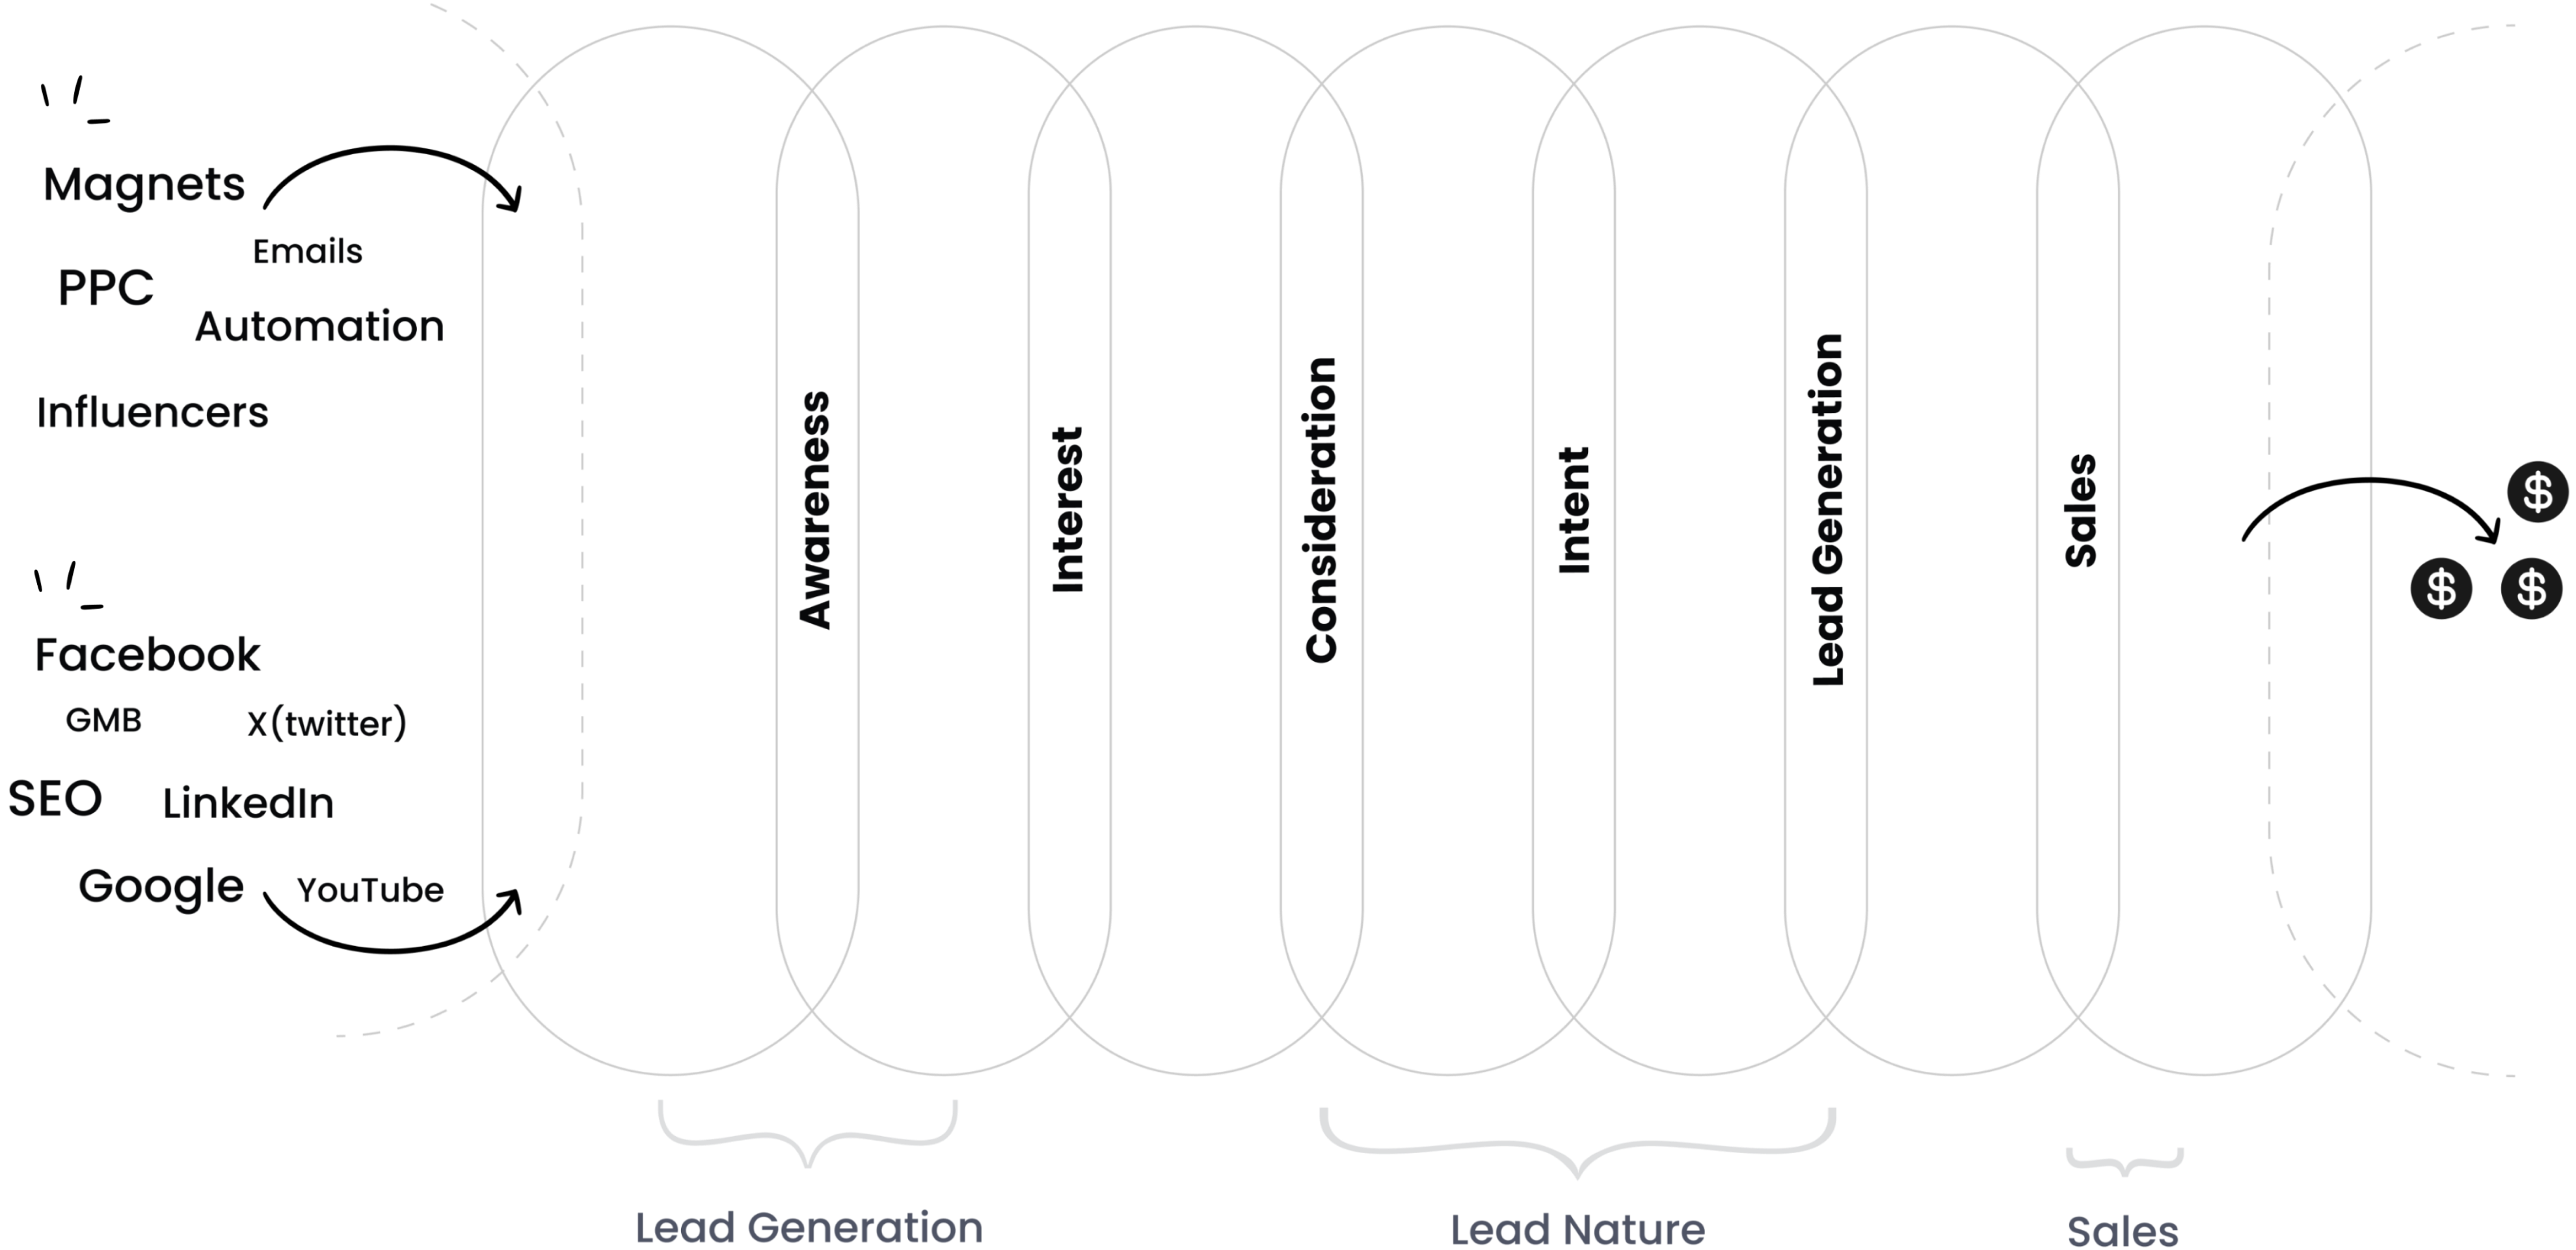 Magnets
Emails
PPC
Automation
Influencers
Facebook
GMB
X(twitter)
SEO
LinkedIn
Google
YouTube
Awareness
Interest
Consideration
Intent
Lead Generation
Sales
$
$
$
Lead Generation
Lead Nature
Sales